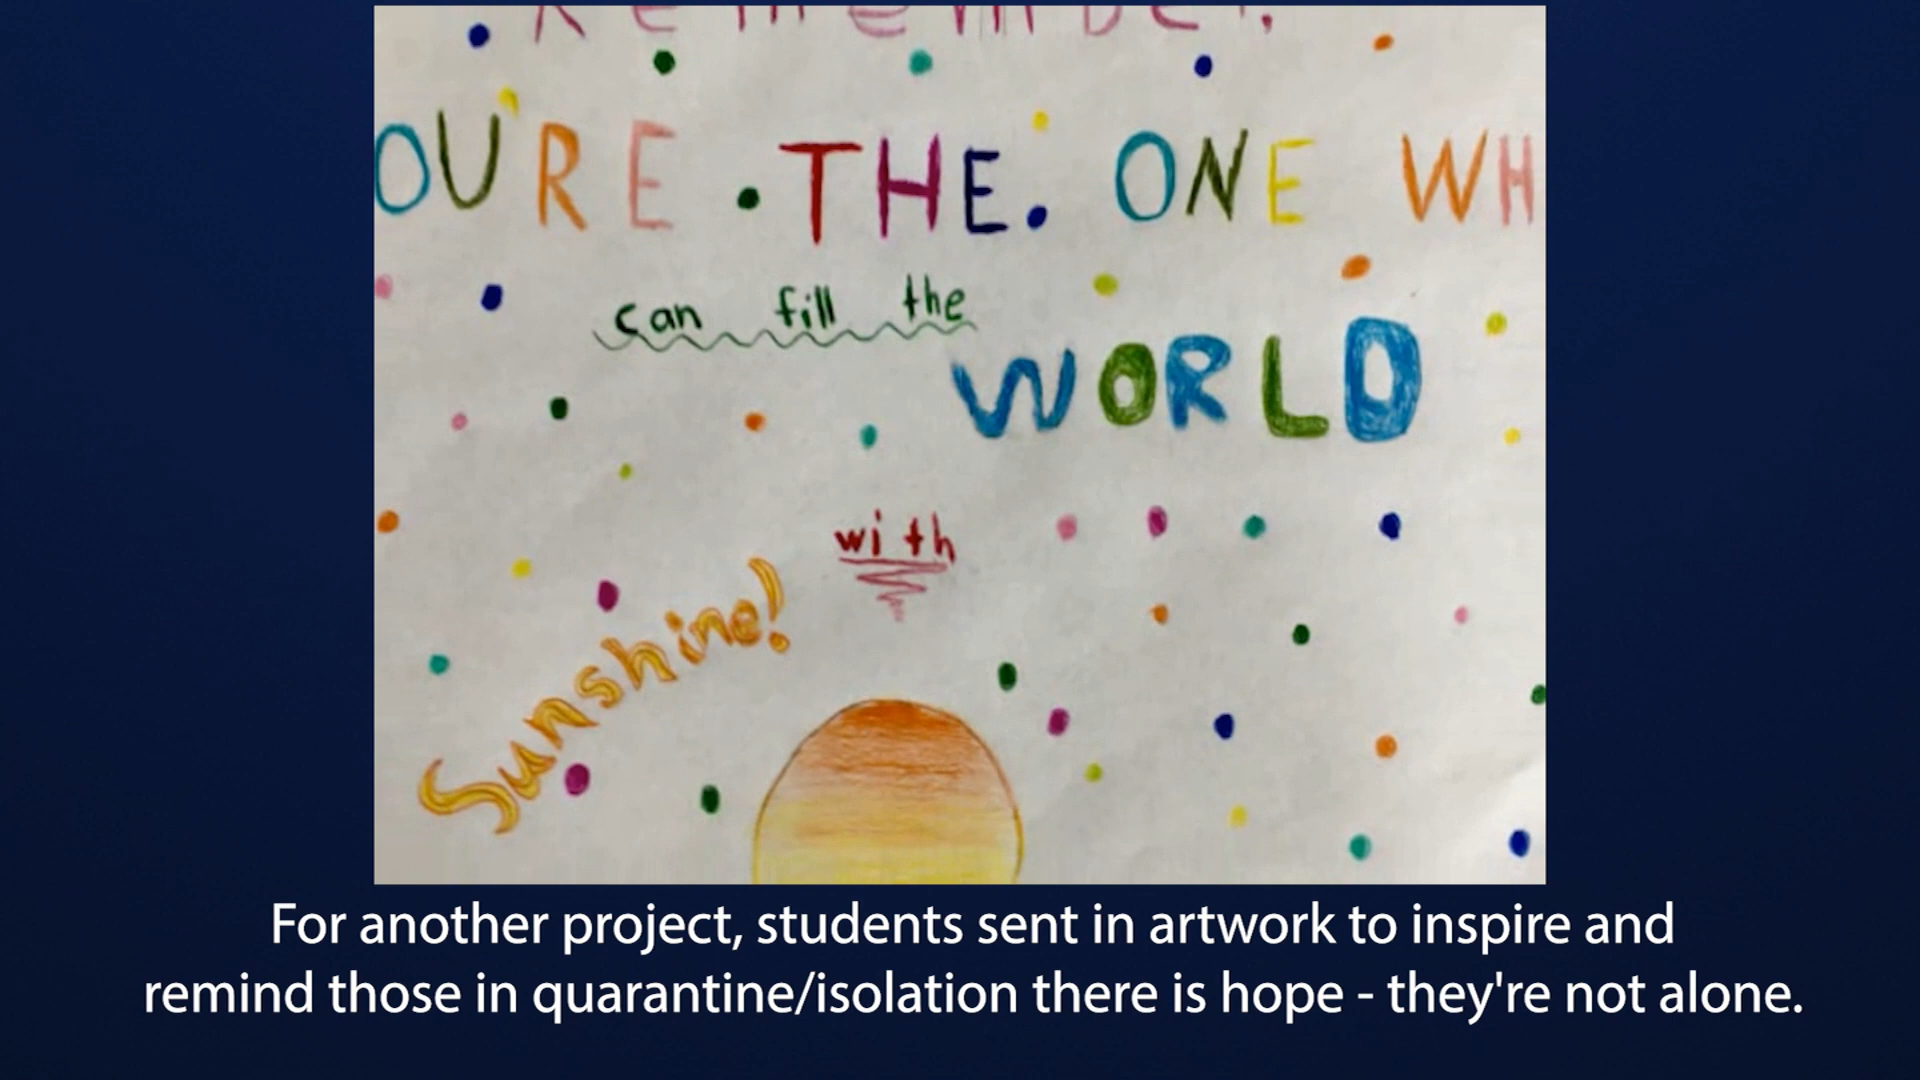 Remember,
OU'RE . THE . ONE WH
can fill the
WORLD
with
Sunshine!
For another project, students sent in artwork to inspire and
remind those in quarantine/isolation there is hope - they're not alone.